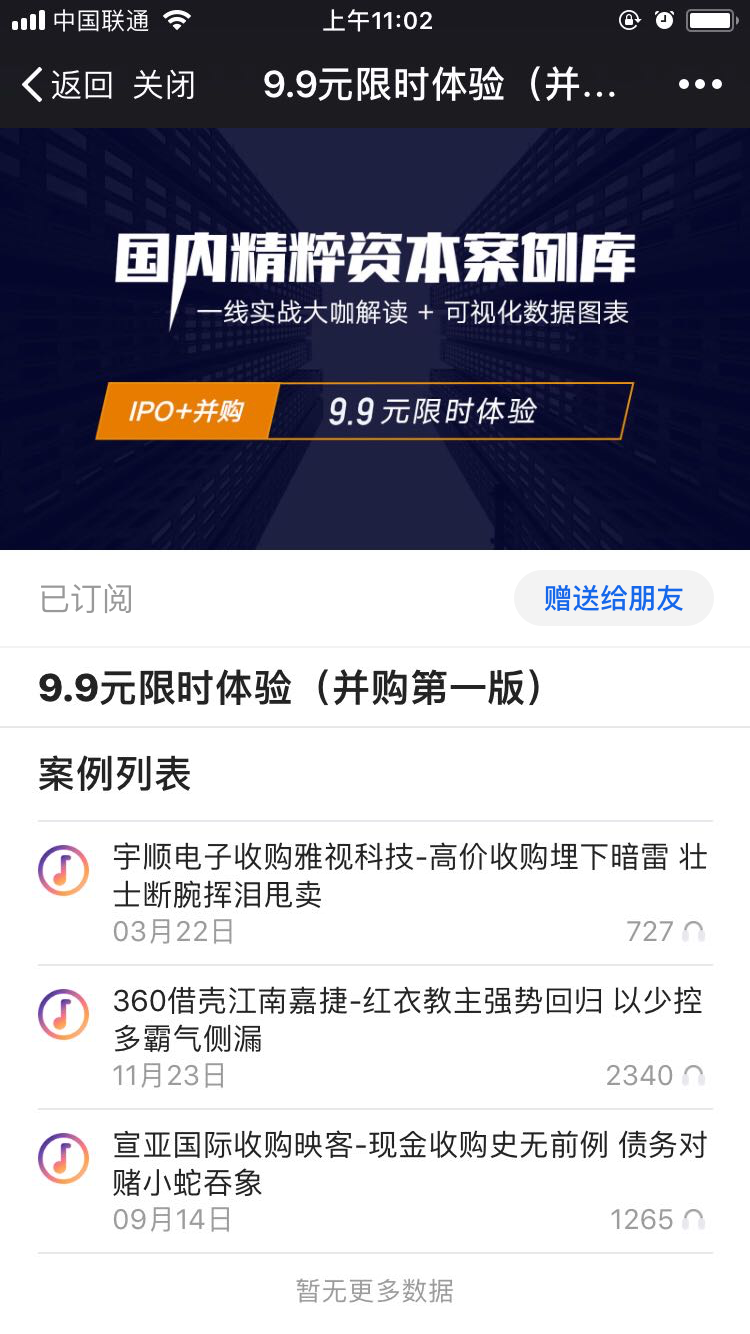 中国联通 上午11:02
返回 关闭 9.9元限时体验（并...
国内精粹资本案例库
一线实战大咖解读 + 可视化数据图表
IPO+并购 9.9元限时体验
已订阅 赠送给朋友
9.9元限时体验（并购第一版）
案例列表
宇顺电子收购雅视科技-高价收购埋下暗雷 壮
士断腕挥泪甩卖
03月22日 727
360借壳江南嘉捷-红衣教主强势回归 以少控
多霸气侧漏
11月23日 2340
宣亚国际收购映客-现金收购史无前例 债务对
赌小蛇吞象
09月14日 1265
暂无更多数据